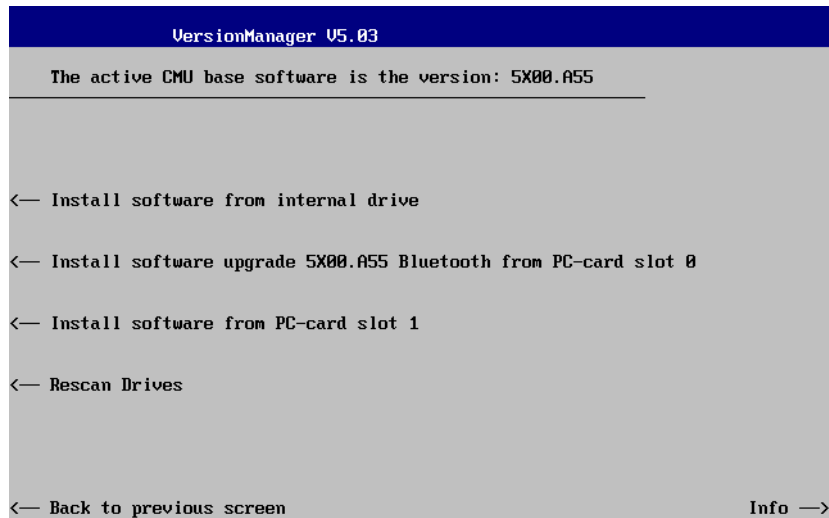 VersionManager V5.03
The active CMU base software is the version: 5X00.A55
<— Install software from internal drive
<— Install software upgrade 5X00.A55 Bluetooth from PC-card slot 0
<— Install software from PC-card slot 1
<— Rescan Drives
<— Back to previous screen Info —>